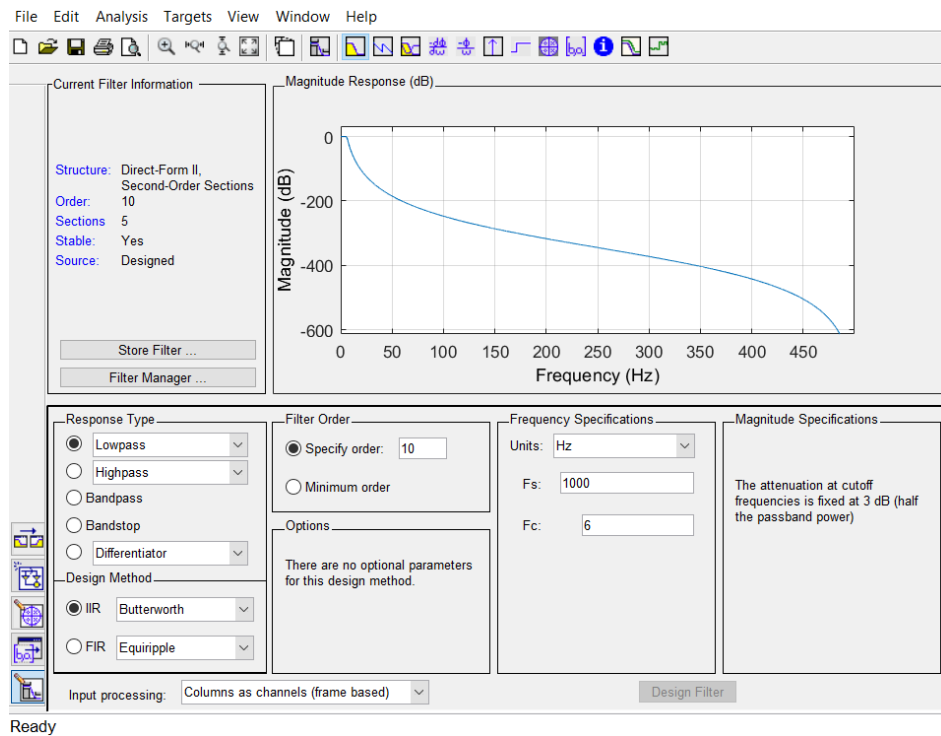 File Edit Analysis Targets View Window Help
Current Filter Information
Structure: Direct-Form II,
Second-Order Sections
Order: 10
Sections 5
Stable: Yes
Source: Designed
Store Filter ...
Filter Manager ...
Magnitude Response (dB)
Magnitude (dB)
0
-200
-400
-600
0 50 100 150 200 250 300 350 400 450
Frequency (Hz)
Response Type
Lowpass
Highpass
Bandpass
Bandstop
Differentiator
Design Method
IIR Butterworth
FIR Equiripple
Filter Order
Specify order: 10
Minimum order
Options
There are no optional parameters
for this design method.
Frequency Specifications
Units: Hz
Fs: 1000
Fc: 6
Magnitude Specifications
The attenuation at cutoff
frequencies is fixed at 3 dB (half
the passband power)
Input processing: Columns as channels (frame based)
Design Filter
Ready